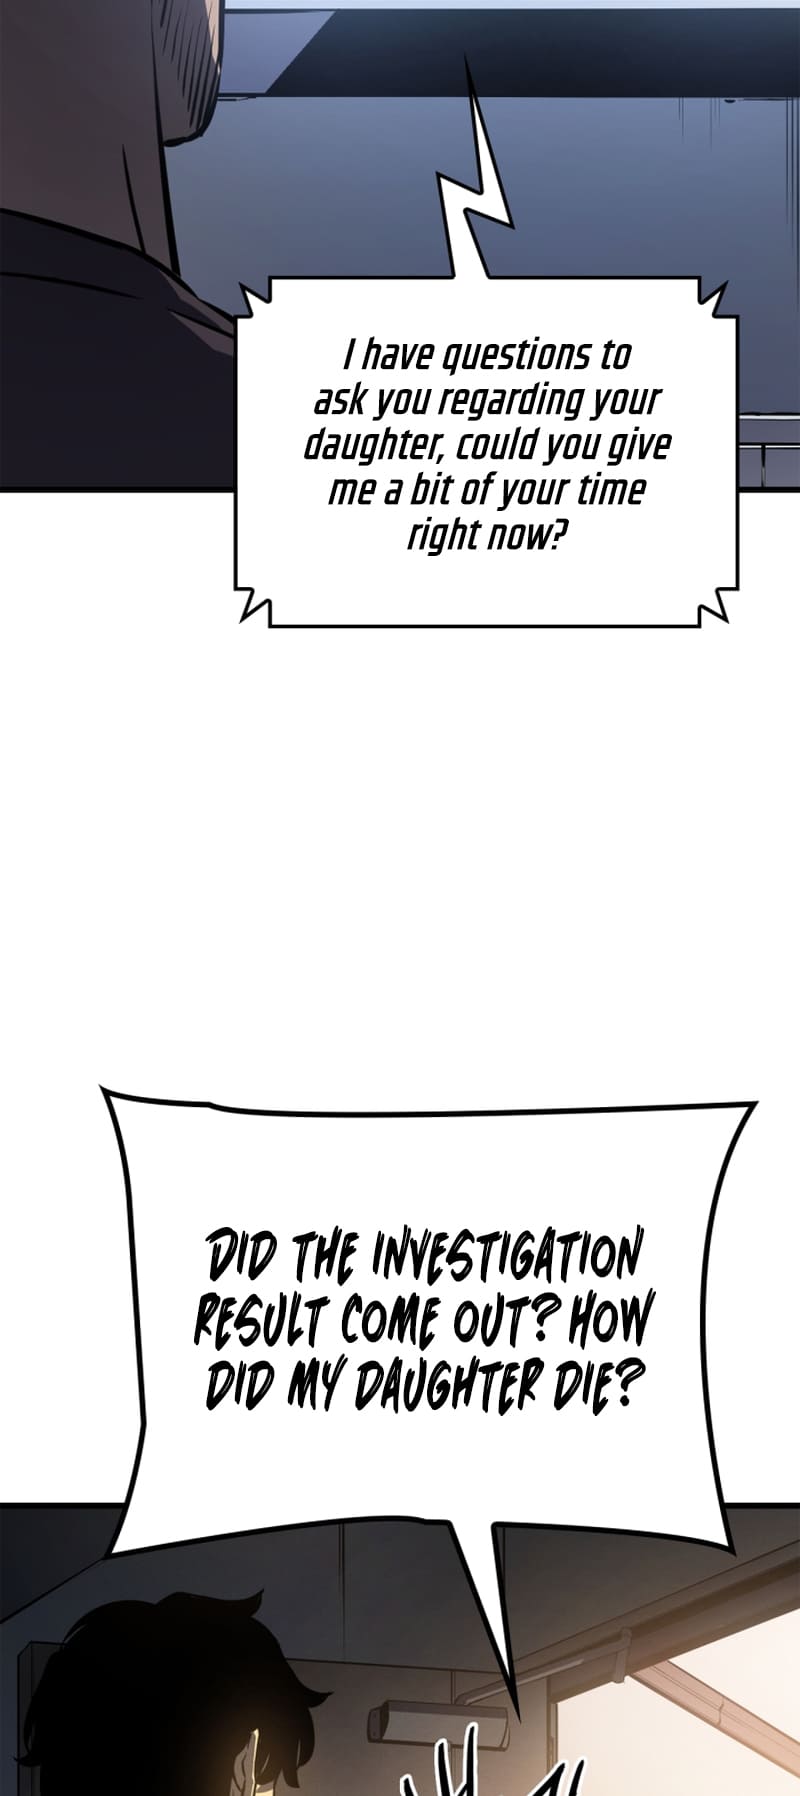 I have questions to
ask you regarding your
daughter, could you give
me a bit of your time
right now?
DID THE INVESTIGATION
RESULT COME OUT? HOW
DID MY DAUGHTER DIE?